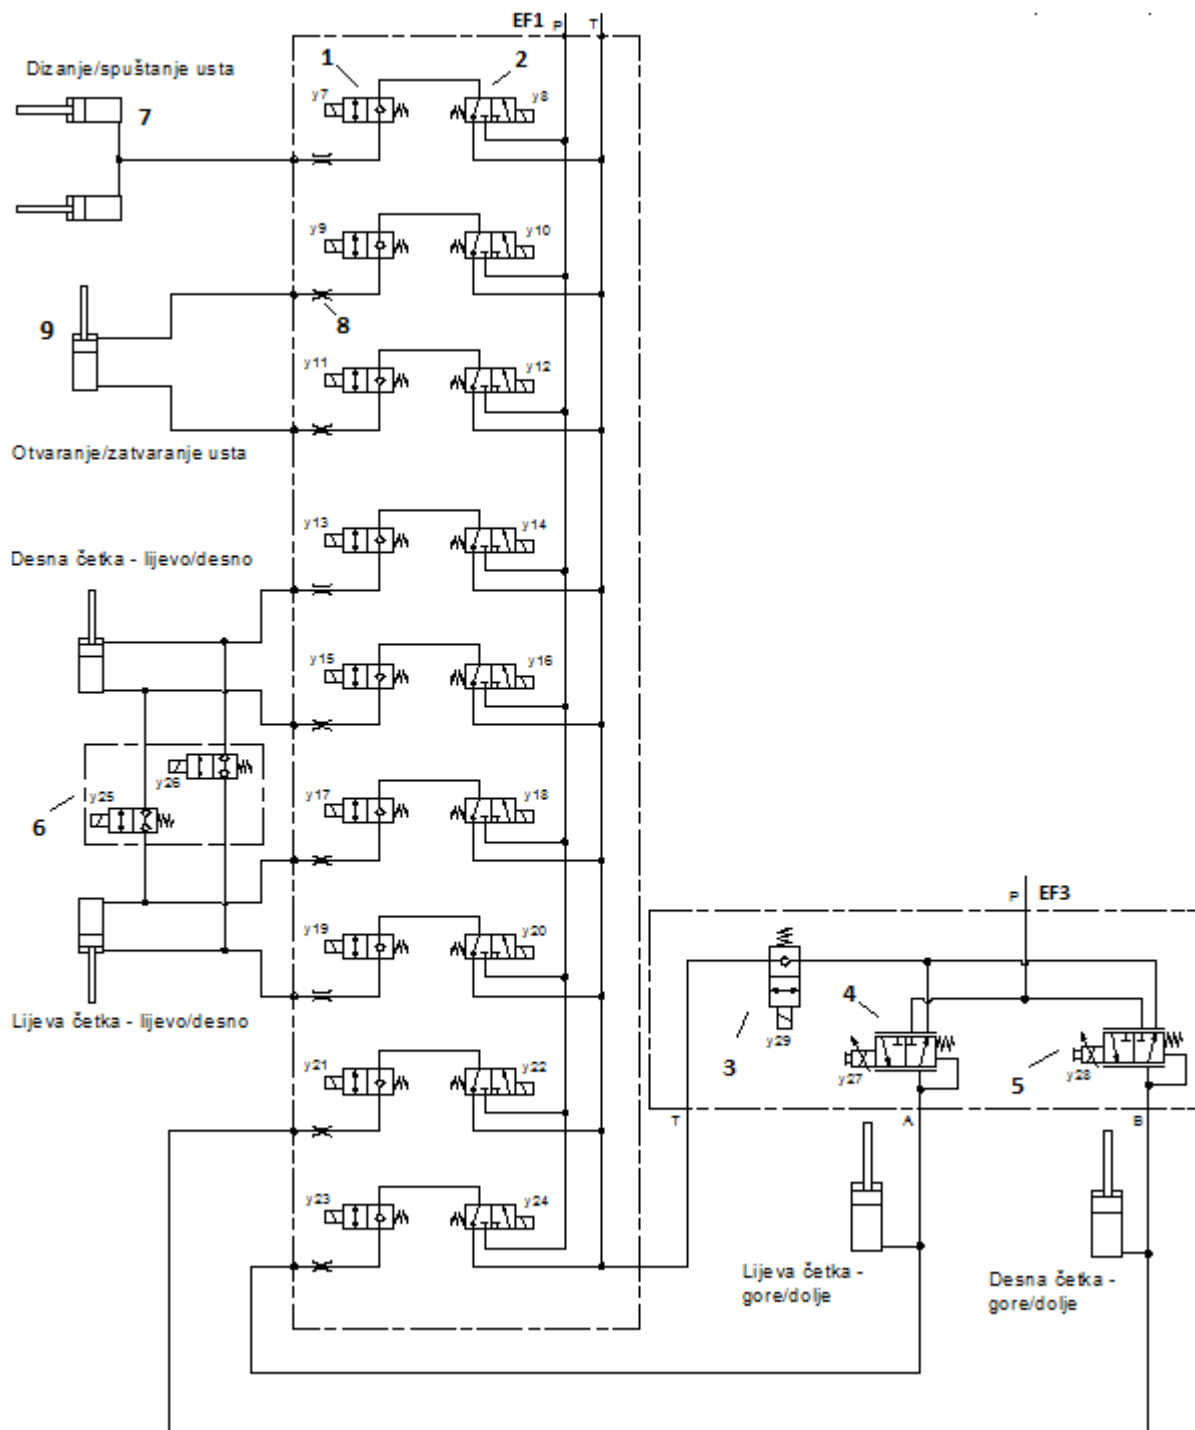 EF1 P T
1
2
Dizanje/spuštanje usta
y7
y8
7
y9
y10
8
9
y11
y12
Otvaranje/zatvaranje usta
y13
y14
Desna četka - lijevo/desno
y15
y16
y26
y25
6
y17
y18
P EF3
y19
y20
Lijeva četka - lijevo/desno
4
3
y29
5
y27
y28
y21
y22
T
A
B
y23
y24
Lijeva četka -
gore/dolje
Desna četka -
gore/dolje